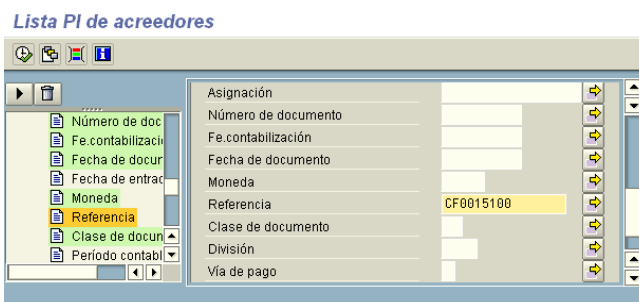 Lista PI de acreedores
Número de doc
Fe.contabilizaci
Fecha de docur
Fecha de entrac
Moneda
Referencia
Clase de docun
Período contabl
Asignación
Número de documento
Fe.contabilización
Fecha de documento
Moneda
Referencia CF0015100
Clase de documento
División
Vía de pago